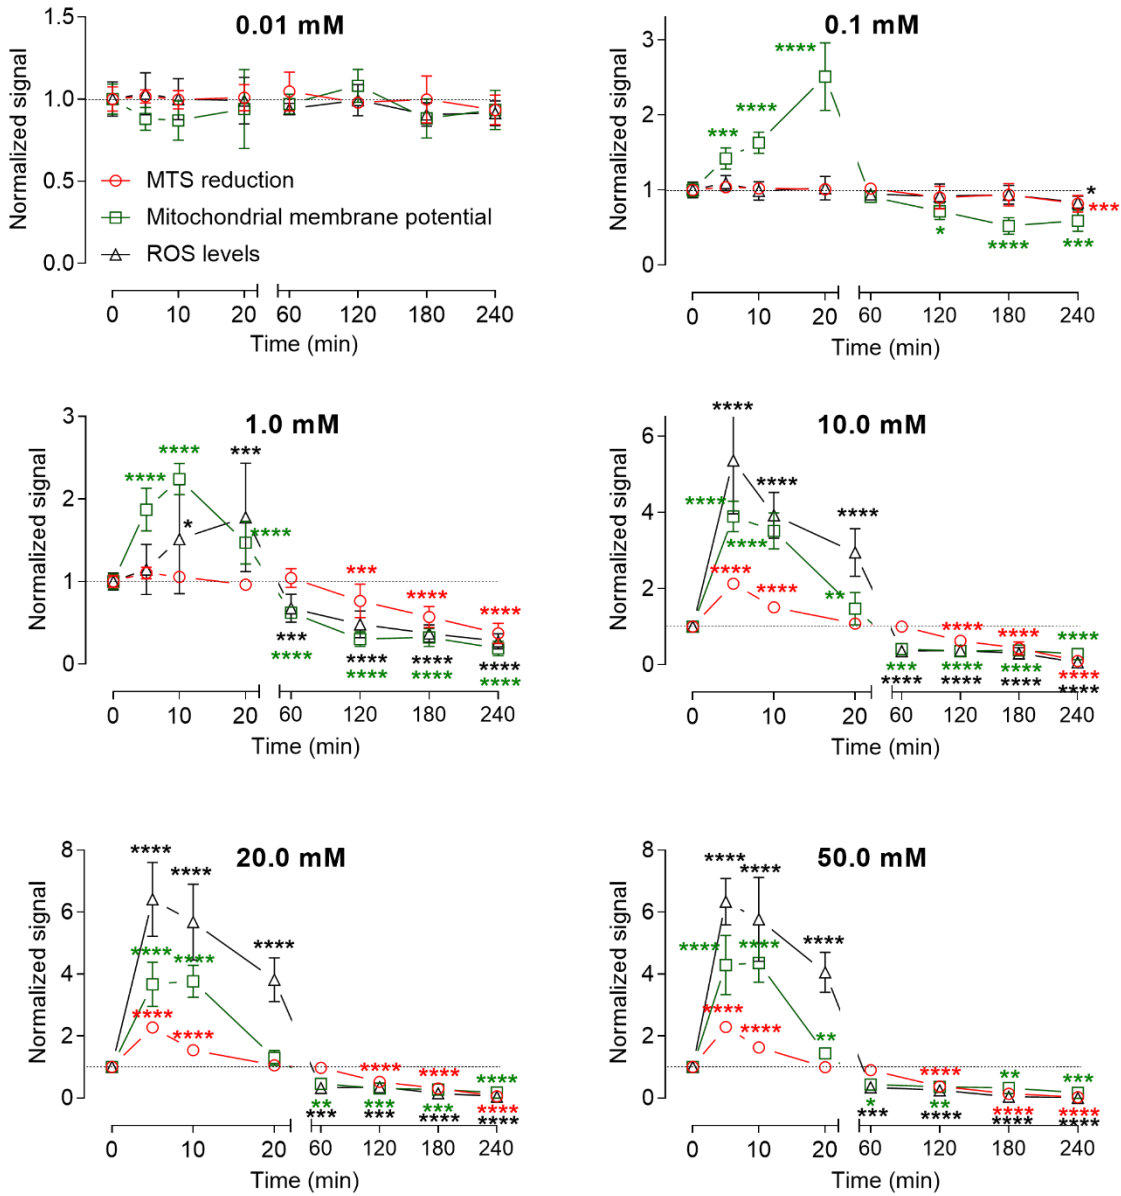 0.01 mM
Normalized signal
1.5
1.0
0.5
0.0
MTS reduction
Mitochondrial membrane potential
ROS levels
0 10 20 60 120 180 240
Time (min)
0.1 mM
Normalized signal
3
2
1
0
**** **** ***
* *** * **** ***
0 10 20 60 120 180 240
Time (min)
1.0 mM
Normalized signal
3
2
1
0
**** *** **** * ****
*** **** ****
*** **** **** ****
**** **** **** ****
0 10 20 60 120 180 240
Time (min)
10.0 mM
Normalized signal
6
4
2
0
**** **** **** **** **** **** **** **
**** **** ****
*** **** **** ****
**** **** **** ****
0 10 20 60 120 180 240
Time (min)
20.0 mM
Normalized signal
8
6
4
2
0
**** **** **** **** **** **** ****
**** **** ****
** *** *** ****
*** *** **** ****
0 10 20 60 120 180 240
Time (min)
50.0 mM
Normalized signal
8
6
4
2
0
**** **** **** **** **** ** **** ****
**** ** ***
* ** **** ****
*** **** **** ****
0 10 20 60 120 180 240
Time (min)